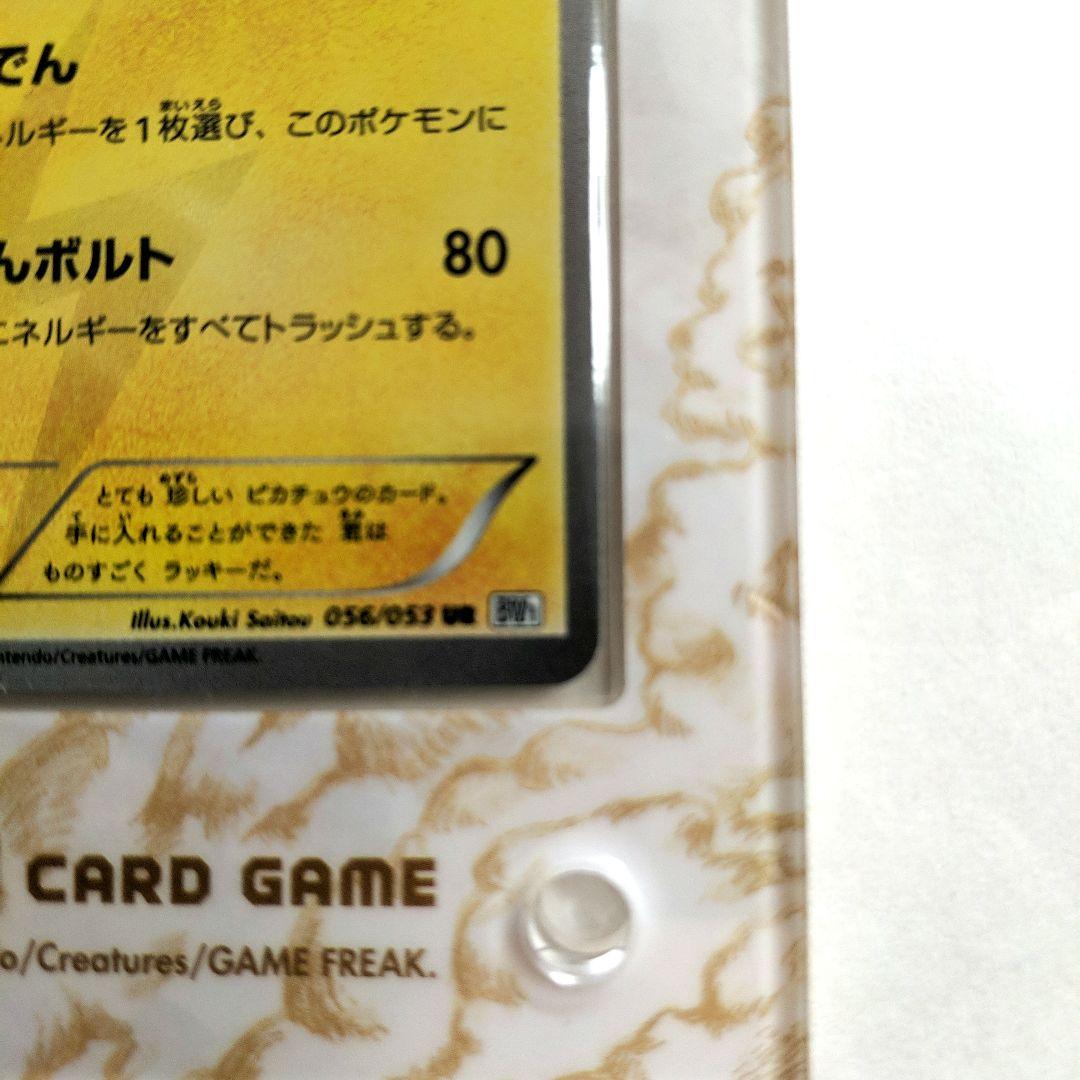 でん
ネルギーを1枚選び、このポケモンに
んボルト 80
エネルギーをすべてトラッシュする。
とても 珍しい ピカチュウのカード。
手に入れることができた 君は
ものすごく ラッキーだ。
Illus.Kouki Saitou 056/053 UR
ntendo/Creatures/GAME FREAK.
CARD GAME
o/Creatures/GAME FREAK.